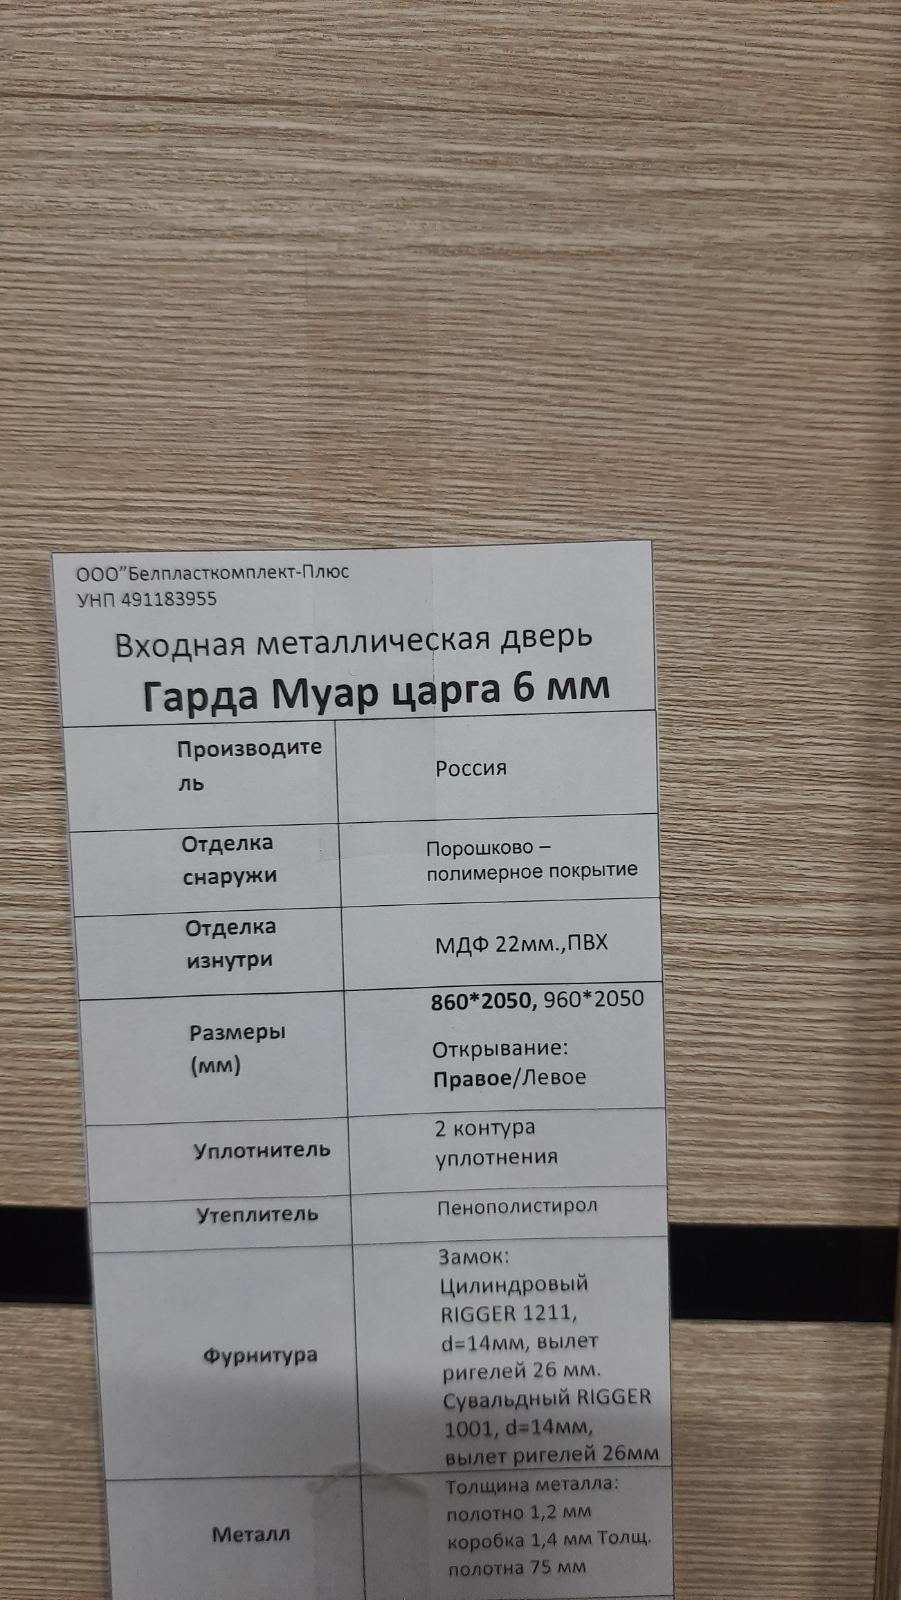 ООО"Белпласткомплект-Плюс
УНП 491183955
Входная металлическая дверь
Гарда Муар царга 6 мм
Производите
ль
Россия
Отделка
снаружи
Порошково –
полимерное покрытие
Отделка
изнутри
МДФ 22мм.,ПВХ
Размеры
(мм)
860*2050, 960*2050
Открывание:
Правое/Левое
Уплотнитель
2 контура
уплотнения
Утеплитель
Пенополистирол
Фурнитура
Замок:
Цилиндровый
RIGGER 1211,
d=14мм, вылет
ригелей 26 мм.
Сувальдный RIGGER
1001, d=14мм,
вылет ригелей 26мм
Металл
Толщина металла:
полотно 1,2 мм
коробка 1,4 мм Толщ.
полотна 75 мм